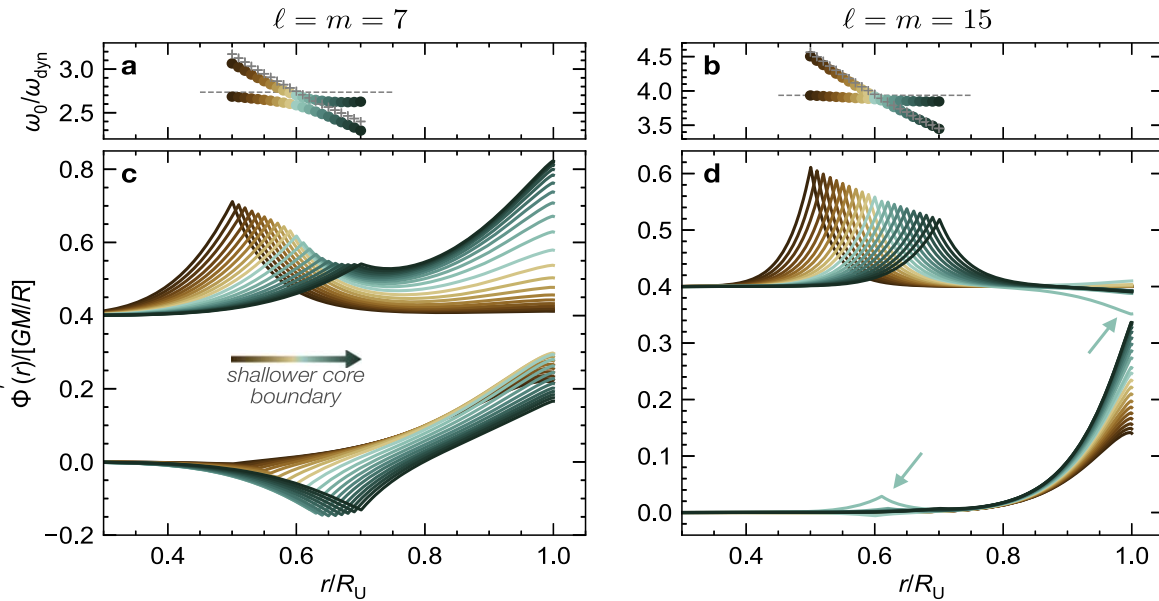 ℓ = m = 7
ℓ = m = 15
ω₀/ω_dyn
3.0
2.5
a
4.5
4.0
3.5
b
Φ′(r)/[GM/R]
0.8
0.6
0.4
0.2
0.0
−0.2
c
shallower core
boundary
0.6
0.5
0.4
0.3
0.2
0.1
0.0
d
0.4
0.6
0.8
1.0
r/R_U
0.4
0.6
0.8
1.0
r/R_U